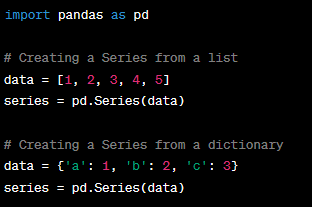 import pandas as pd
# Creating a Series from a list
data = [1, 2, 3, 4, 5]
series = pd.Series(data)
# Creating a Series from a dictionary
data = {'a': 1, 'b': 2, 'c': 3}
series = pd.Series(data)